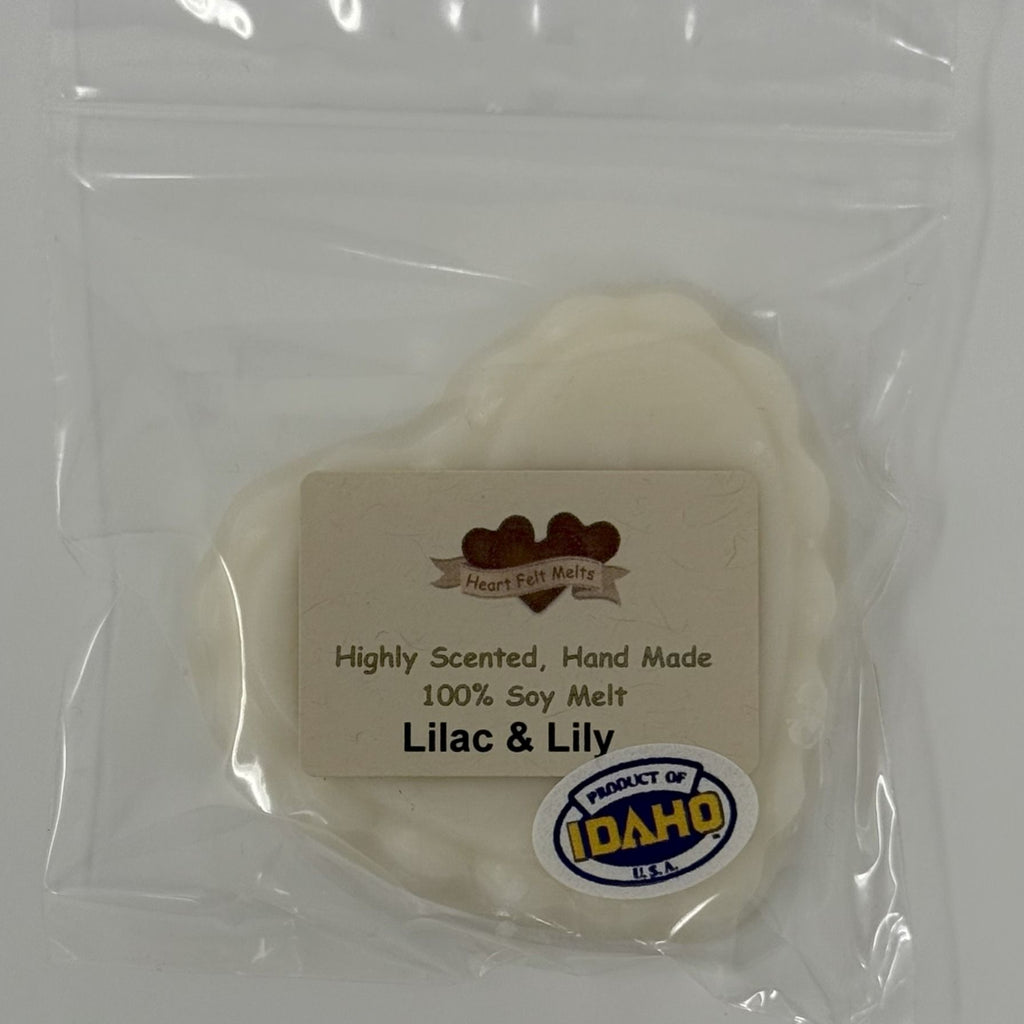 Heart Felt Melts
Highly Scented, Hand Made
100% Soy Melt
Lilac & Lily
PRODUCT OF
IDAHO
U.S.A.